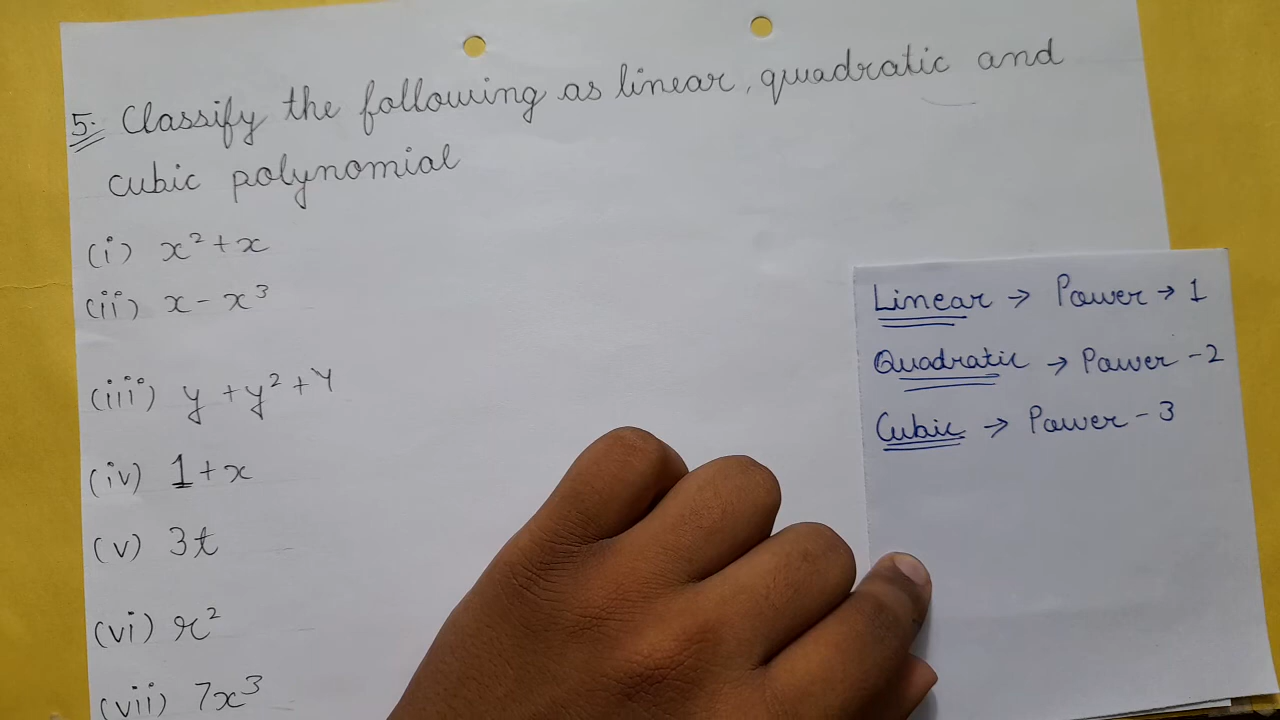 5. Classify the following as linear, quadratic and
cubic polynomial
(i) x² + x
(ii) x - x³
(iii) y + y² + 4
(iv) 1 + x
(v) 3t
(vi) r²
(vii) 7x³
Linear → Power → 1
Quadratic → Power - 2
Cubic → Power - 3